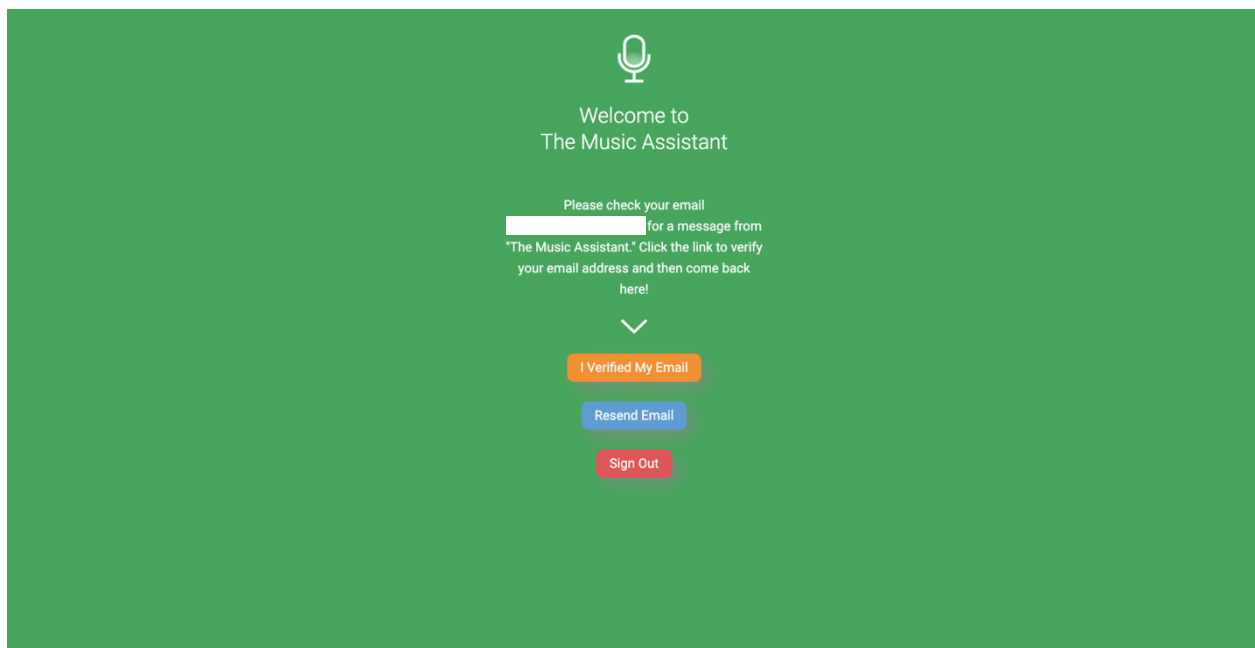 Welcome to
The Music Assistant
Please check your email
for a message from
"The Music Assistant." Click the link to verify
your email address and then come back
here!
I Verified My Email
Resend Email
Sign Out